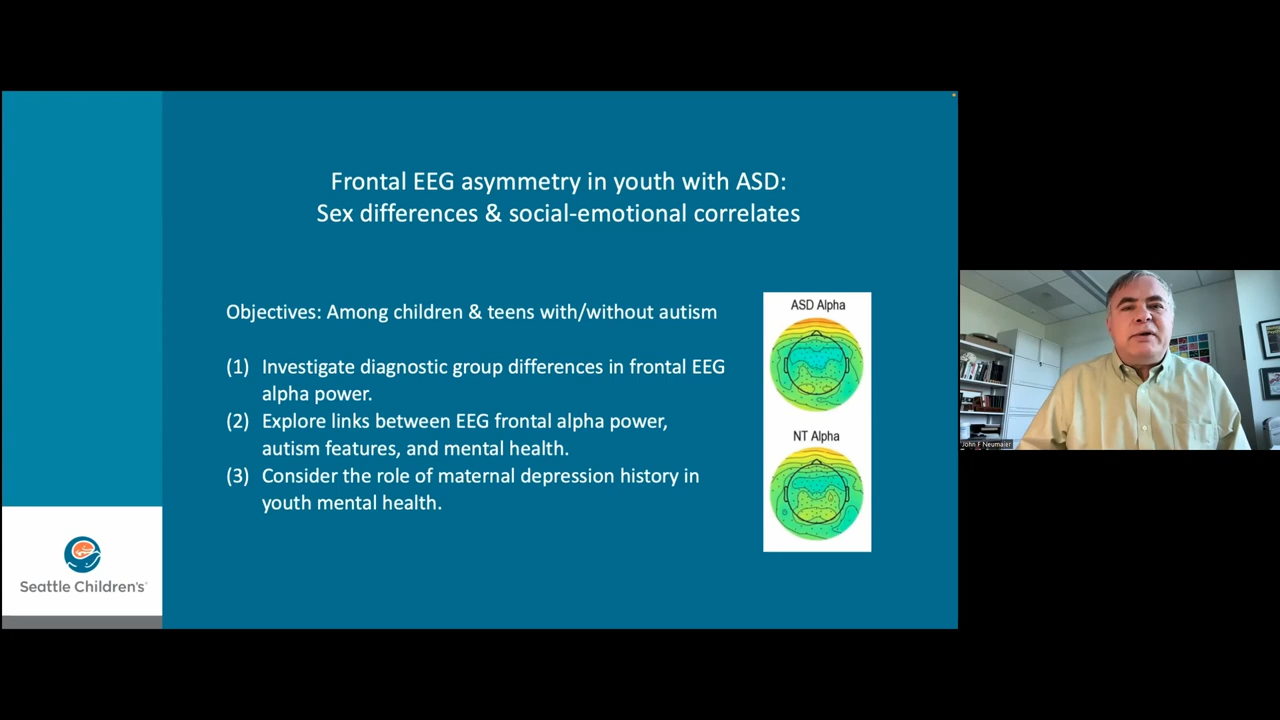 Frontal EEG asymmetry in youth with ASD:
Sex differences & social-emotional correlates
Objectives: Among children & teens with/without autism
(1) Investigate diagnostic group differences in frontal EEG
alpha power.
(2) Explore links between EEG frontal alpha power,
autism features, and mental health.
(3) Consider the role of maternal depression history in
youth mental health.
ASD Alpha
NT Alpha
Seattle Children's
John F Neumaier